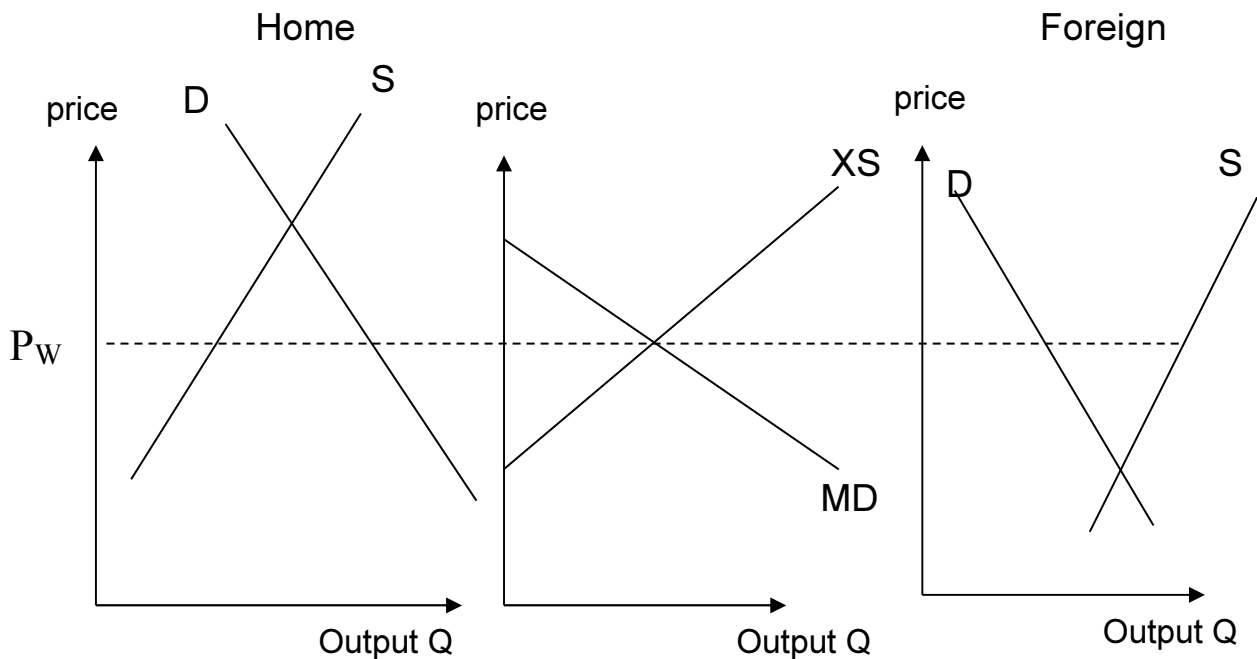 Home
Foreign
D
S
price
price
price
XS
D
S
PW
MD
Output Q
Output Q
Output Q